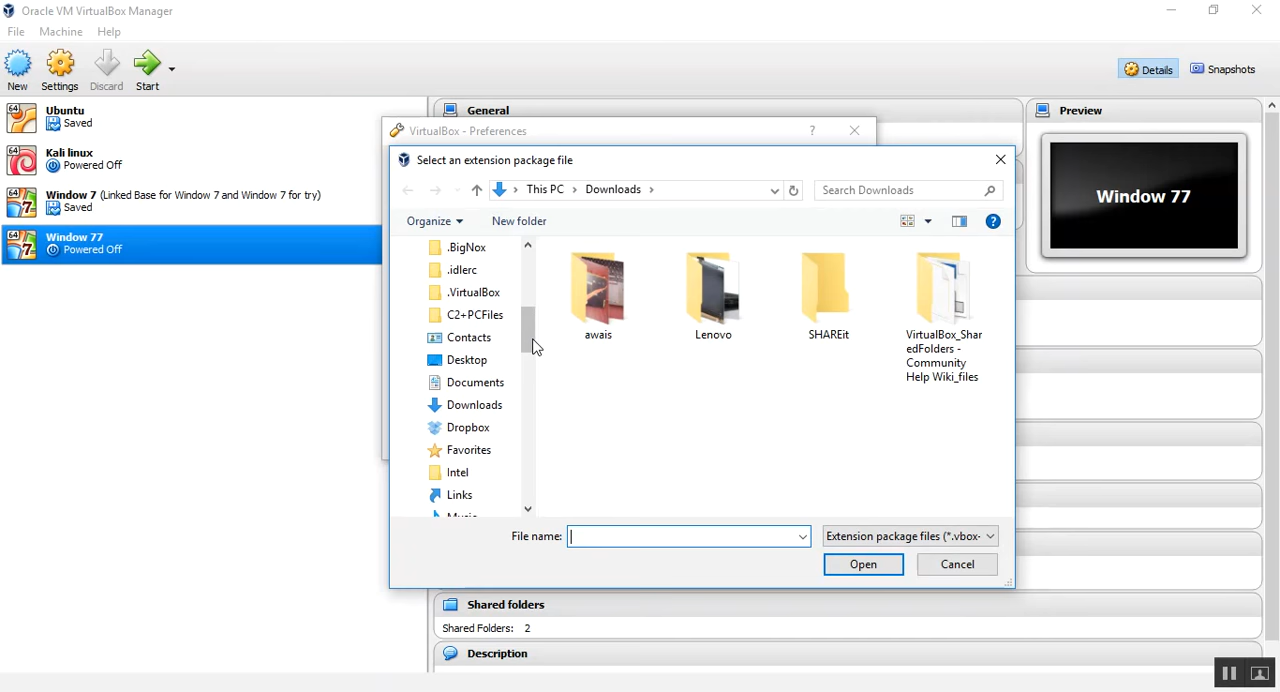 Oracle VM VirtualBox Manager
File Machine Help
New Settings Discard Start Details Snapshots
64 Ubuntu
Saved
64 Kali linux
Powered Off
64 Window 7 (Linked Base for Window 7 and Window 7 for try)
Saved
64 Window 77
Powered Off
General
Preview
Window 77
VirtualBox - Preferences ?
Select an extension package file
This PC › Downloads ›
Search Downloads
Organize New folder ?
.BigNox
.idlerc
.VirtualBox
C2+PCFiles
Contacts
Desktop
Documents
Downloads
Dropbox
Favorites
Intel
Links
Music
awais
Lenovo
SHAREit
VirtualBox_Shar
edFolders -
Community
Help Wiki_files
File name:
Extension package files (*.vbox-
Open Cancel
Shared folders
Shared Folders: 2
Description